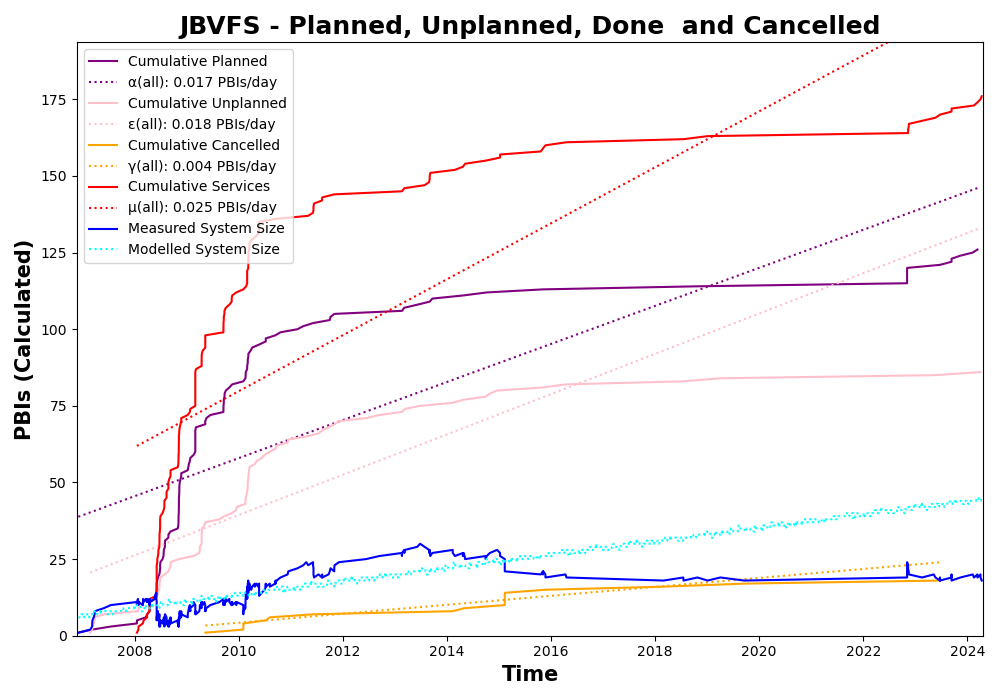 JBVFS - Planned, Unplanned, Done  and Cancelled
PBIs (Calculated)
175
150
125
100
75
50
25
0
Cumulative Planned
α(all): 0.017 PBIs/day
Cumulative Unplanned
ε(all): 0.018 PBIs/day
Cumulative Cancelled
γ(all): 0.004 PBIs/day
Cumulative Services
μ(all): 0.025 PBIs/day
Measured System Size
Modelled System Size
2008 2010 2012 2014 2016 2018 2020 2022 2024
Time